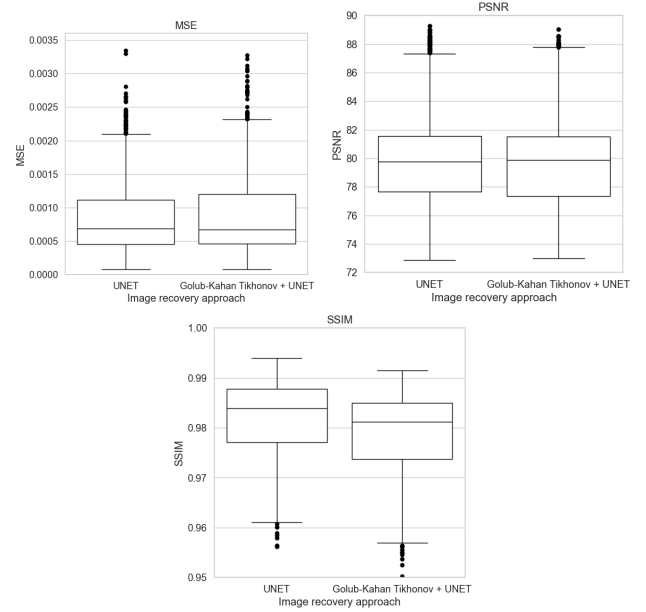 MSE
0.0035
0.0030
0.0025
0.0020
0.0015
0.0010
0.0005
0.0000
MSE
UNET
Golub-Kahan Tikhonov + UNET
Image recovery approach
PSNR
90
88
86
84
82
80
78
76
74
72
PSNR
UNET
Golub-Kahan Tikhonov + UNET
Image recovery approach
SSIM
1.00
0.99
0.98
0.97
0.96
0.95
SSIM
UNET
Golub-Kahan Tikhonov + UNET
Image recovery approach